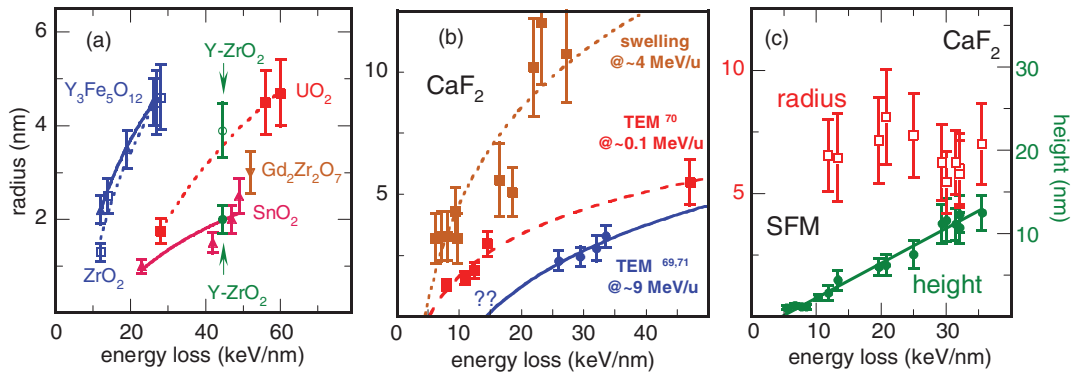 (a)
Y-ZrO2
Y3Fe5O12
UO2
Gd2Zr2O7
SnO2
ZrO2
Y-ZrO2
radius (nm)
6
4
2
0
0 20 40 60
energy loss (keV/nm)
(b)
CaF2
swelling
@~4 MeV/u
TEM 70
@~0.1 MeV/u
TEM 69,71
@~9 MeV/u
??
10
5
0 10 20 30 40
energy loss (keV/nm)
(c)
CaF2
radius
SFM
height
10
5
30
20
10
height (nm)
0 10 20 30
energy loss (keV/nm)